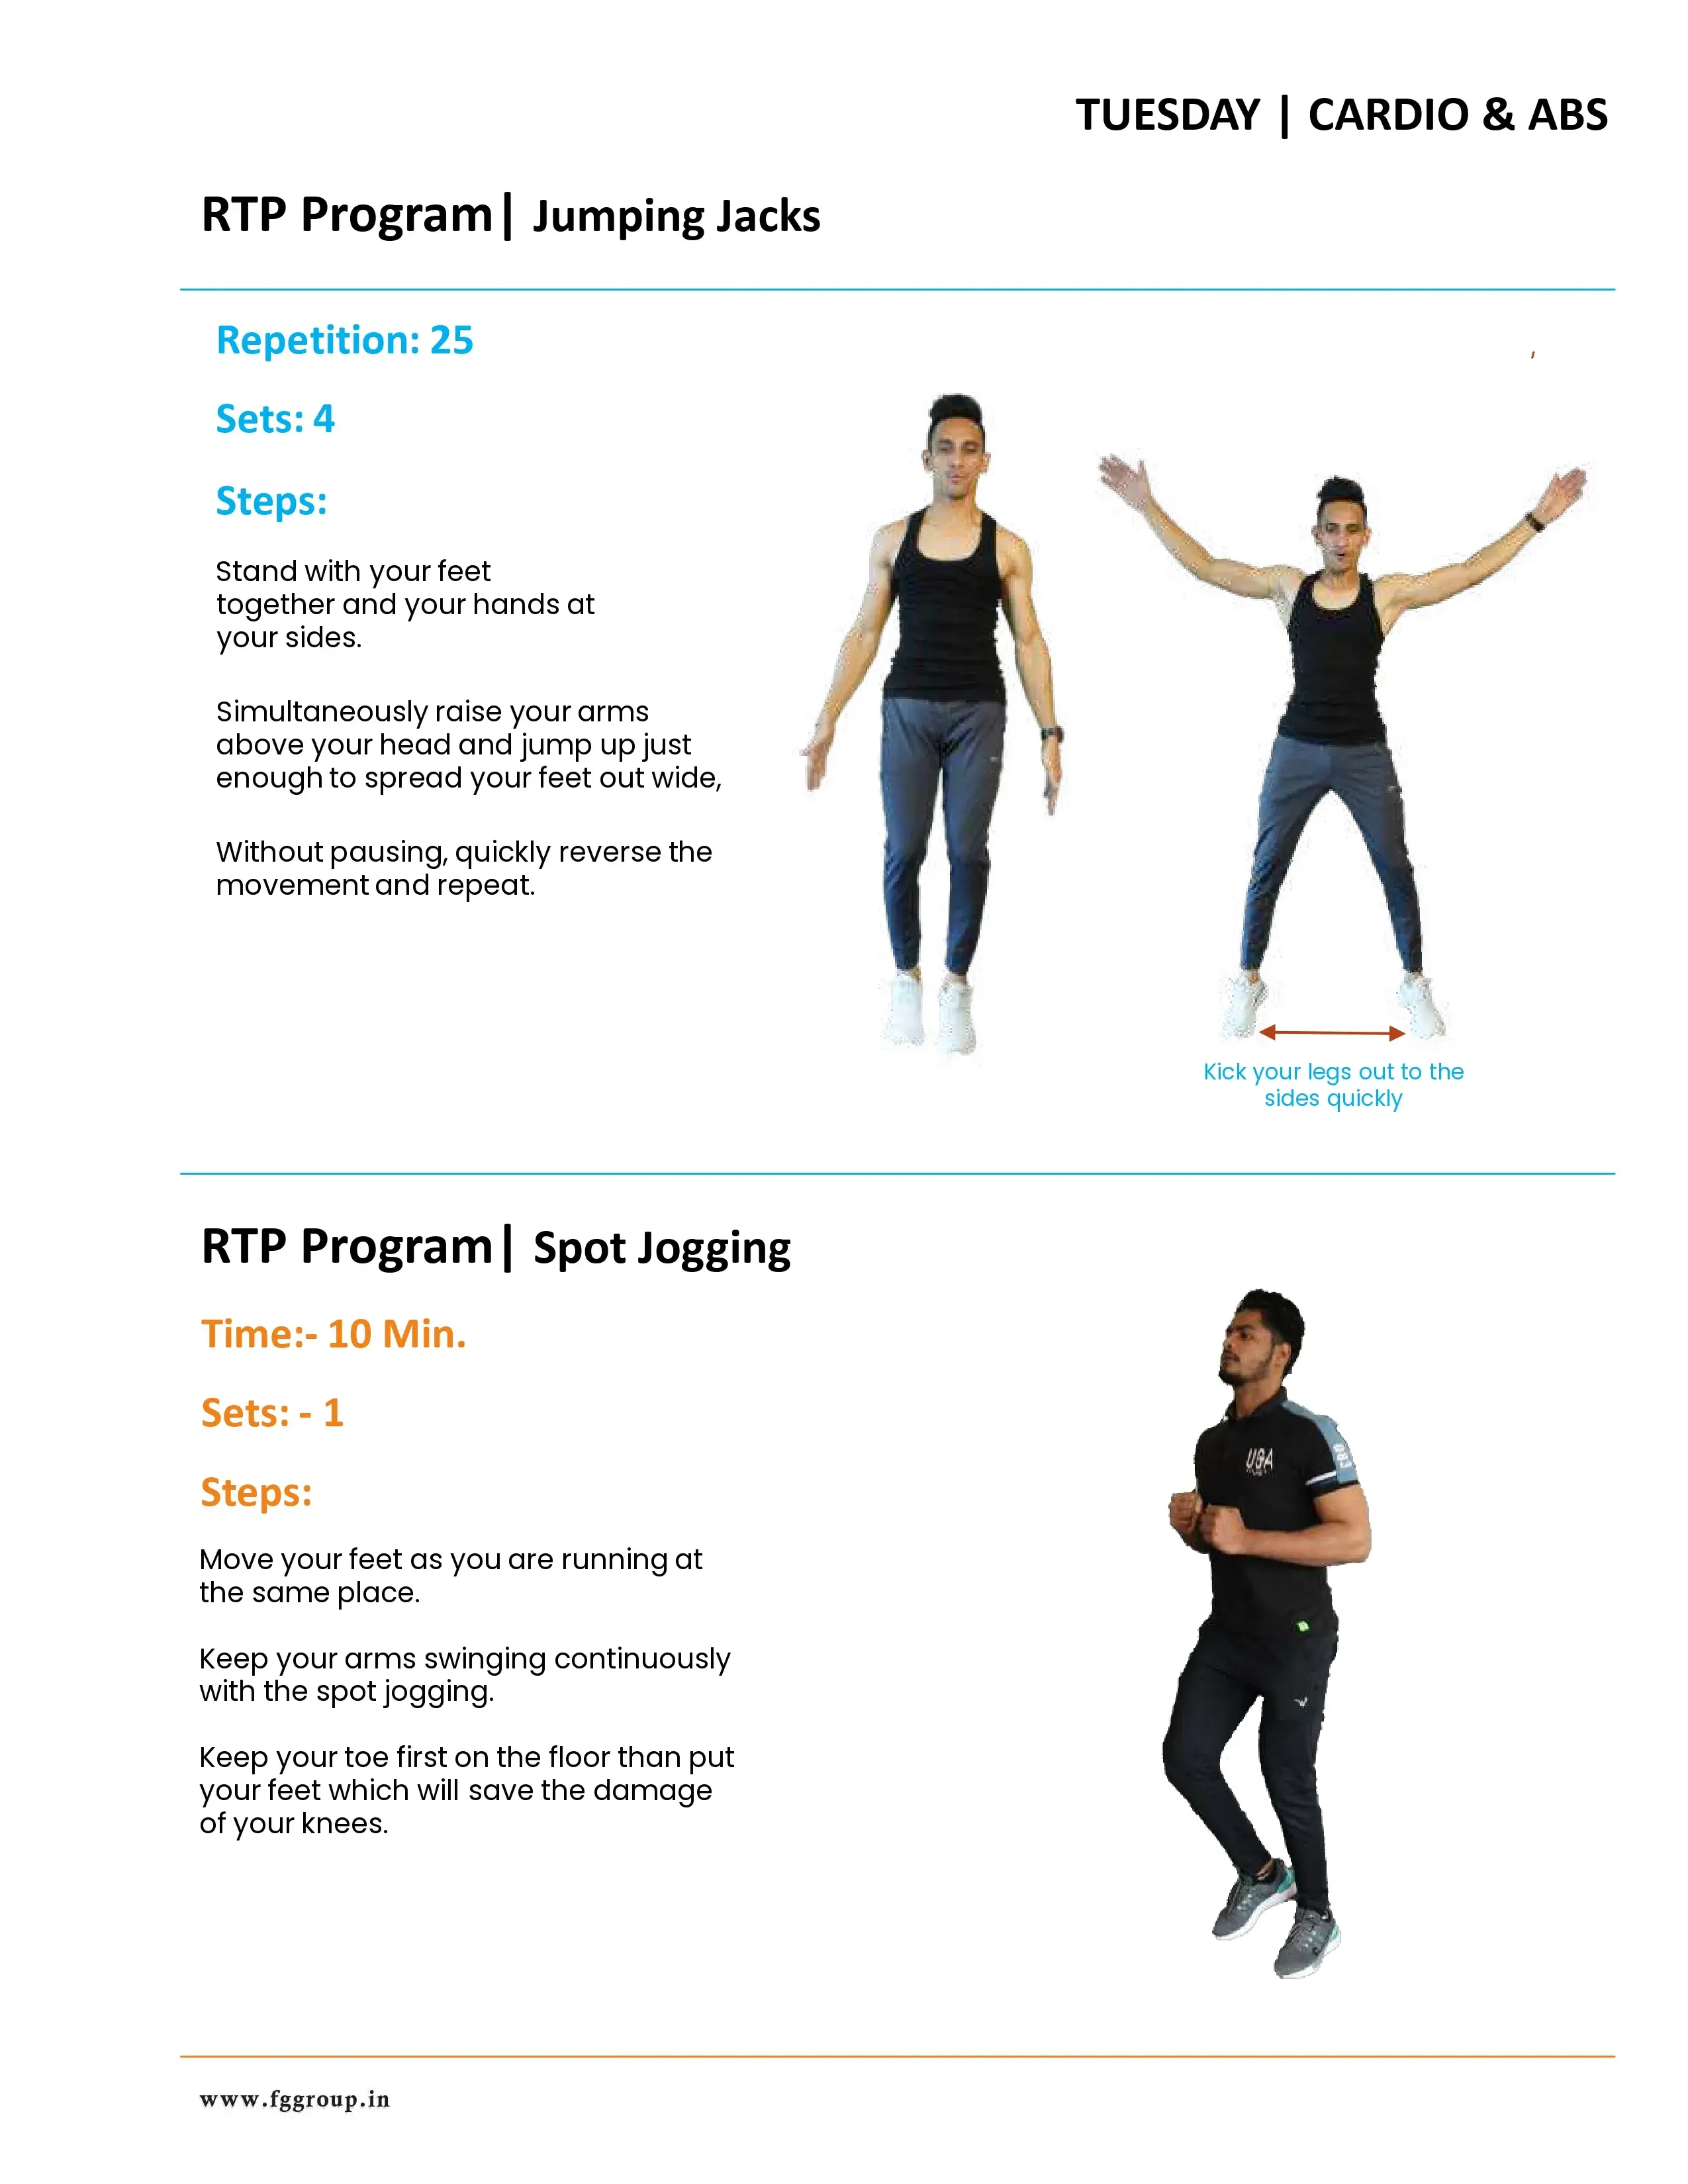 TUESDAY | CARDIO & ABS
RTP Program| Jumping Jacks
Repetition: 25
Sets: 4
Steps:
Stand with your feet
together and your hands at
your sides.
Simultaneously raise your arms
above your head and jump up just
enough to spread your feet out wide,
Without pausing, quickly reverse the
movement and repeat.
Kick your legs out to the
sides quickly
RTP Program| Spot Jogging
Time:- 10 Min.
Sets: - 1
Steps:
Move your feet as you are running at
the same place.
Keep your arms swinging continuously
with the spot jogging.
Keep your toe first on the floor than put
your feet which will save the damage
of your knees.
www.fggroup.in